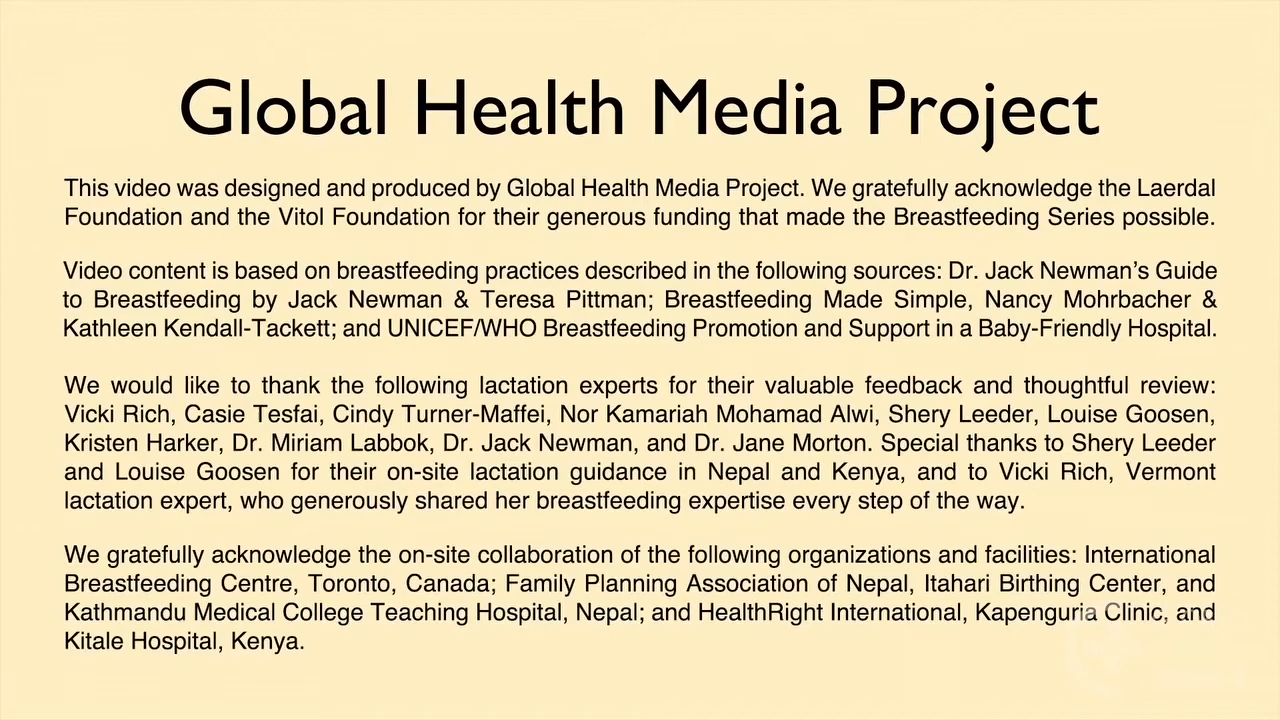 Global Health Media Project
This video was designed and produced by Global Health Media Project. We gratefully acknowledge the Laerdal
Foundation and the Vitol Foundation for their generous funding that made the Breastfeeding Series possible.
Video content is based on breastfeeding practices described in the following sources: Dr. Jack Newman’s Guide
to Breastfeeding by Jack Newman & Teresa Pittman; Breastfeeding Made Simple, Nancy Mohrbacher &
Kathleen Kendall-Tackett; and UNICEF/WHO Breastfeeding Promotion and Support in a Baby-Friendly Hospital.
We would like to thank the following lactation experts for their valuable feedback and thoughtful review:
Vicki Rich, Casie Tesfai, Cindy Turner-Maffei, Nor Kamariah Mohamad Alwi, Shery Leeder, Louise Goosen,
Kristen Harker, Dr. Miriam Labbok, Dr. Jack Newman, and Dr. Jane Morton. Special thanks to Shery Leeder
and Louise Goosen for their on-site lactation guidance in Nepal and Kenya, and to Vicki Rich, Vermont
lactation expert, who generously shared her breastfeeding expertise every step of the way.
We gratefully acknowledge the on-site collaboration of the following organizations and facilities: International
Breastfeeding Centre, Toronto, Canada; Family Planning Association of Nepal, Itahari Birthing Center, and
Kathmandu Medical College Teaching Hospital, Nepal; and HealthRight International, Kapenguria Clinic, and
Kitale Hospital, Kenya.